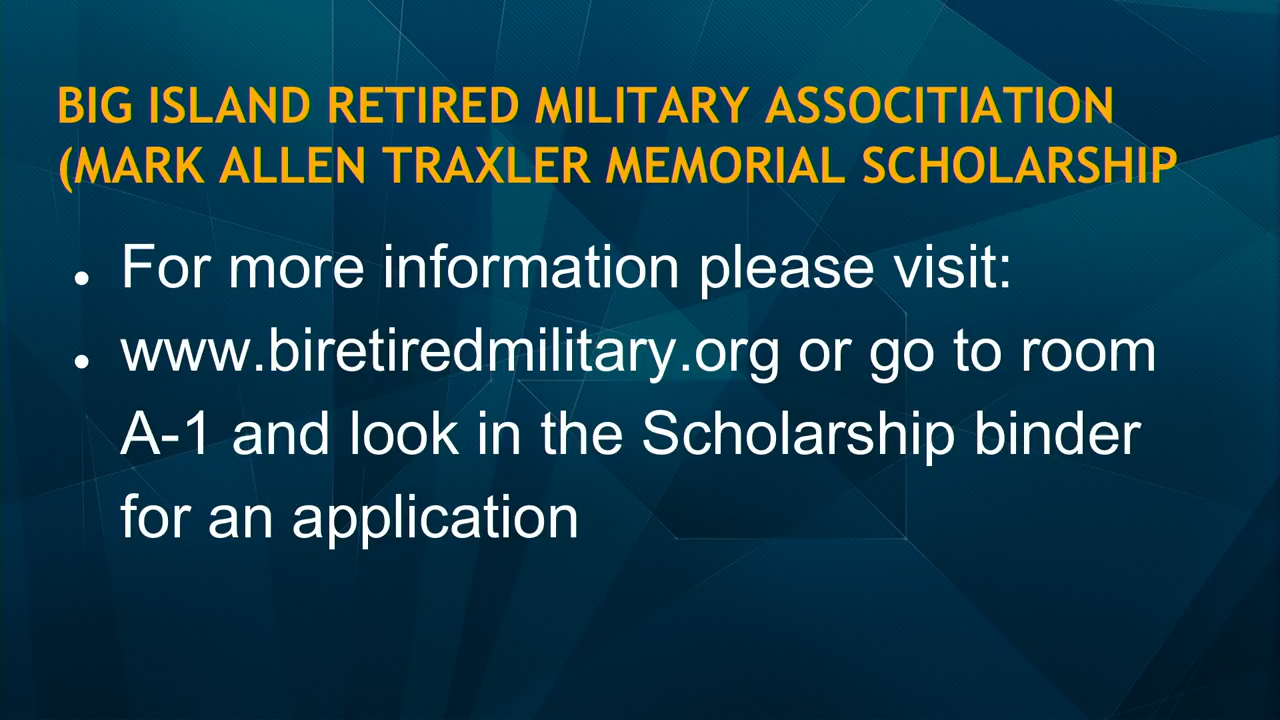 BIG ISLAND RETIRED MILITARY ASSOCITIATION
(MARK ALLEN TRAXLER MEMORIAL SCHOLARSHIP
• For more information please visit:
• www.biretiredmilitary.org or go to room
A-1 and look in the Scholarship binder
for an application